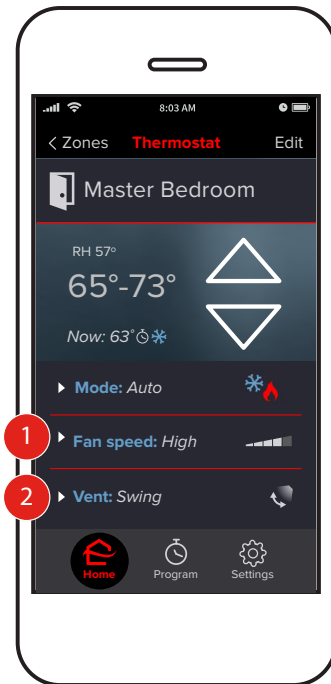 8:03 AM
< Zones Thermostat Edit
Master Bedroom
RH 57°
65°-73°
Now: 63°
Mode: Auto
1 Fan speed: High
2 Vent: Swing
Home Program Settings